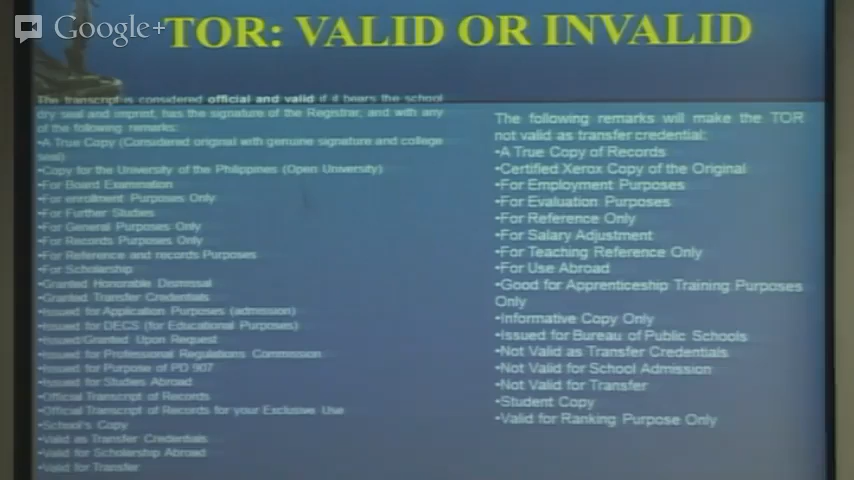 Google+
TOR: VALID OR INVALID
The transcript is considered official and valid if it bears the school
dry seal and imprint, has the signature of the Registrar, and with any
of the following remarks:
•A True Copy (Considered original with genuine signature and college
seal)
•Copy for the University of the Philippines (Open University)
•For Board Examination
•For enrollment Purposes Only
•For Further Studies
•For General Purposes Only
•For Records Purposes Only
•For Reference and records Purposes
•For Scholarship
•Granted Honorable Dismissal
•Granted Transfer Credentials
•Issued for Application Purposes (admission)
•Issued for DECS (for Educational Purposes)
•Issued/Granted Upon Request
•Issued for Professional Regulations Commission
•Issued for Purpose of PD 907
•Issued for Studies Abroad
•Official Transcript of Records
•Official Transcript of Records for your Exclusive Use
•School's Copy
•Valid as Transfer Credentials
•Valid for Scholarship Abroad
•Valid for Transfer
The following remarks will make the TOR
not valid as transfer credential:
•A True Copy of Records
•Certified Xerox Copy of the Original
•For Employment Purposes
•For Evaluation Purposes
•For Reference Only
•For Salary Adjustment
•For Teaching Reference Only
•For Use Abroad
•Good for Apprenticeship Training Purposes
Only
•Informative Copy Only
•Issued for Bureau of Public Schools
•Not Valid as Transfer Credentials
•Not Valid for School Admission
•Not Valid for Transfer
•Student Copy
•Valid for Ranking Purpose Only